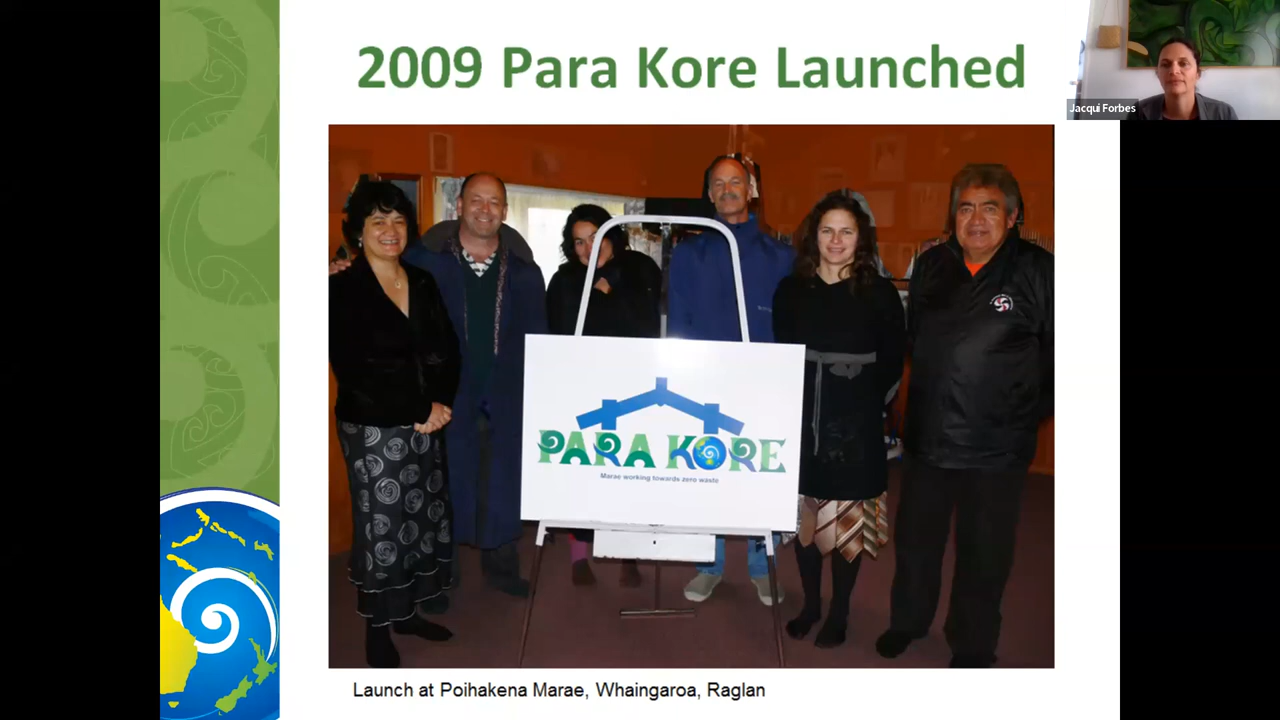 2009 Para Kore Launched
Jacqui Forbes
PARA KORE
Marae working towards zero waste
Launch at Poihakena Marae, Whaingaroa, Raglan